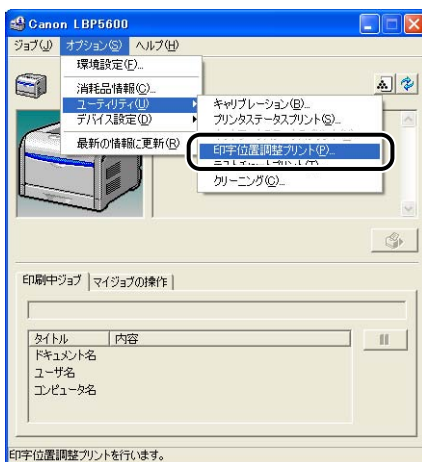 Canon LBP5600
ジョブ(J) オプション(S) ヘルプ(H)
環境設定(F)...
消耗品情報(C)...
ユーティリティ(U)
デバイス設定(D)
最新の情報に更新(R)
キャリブレーション(B)...
プリンタステータスプリント(S)...
印字位置調整プリント(P)...
クリーニング(G)...
印刷中ジョブ
マイジョブの操作
タイトル 内容
ドキュメント名
ユーザ名
コンピュータ名
印字位置調整プリントを行います。